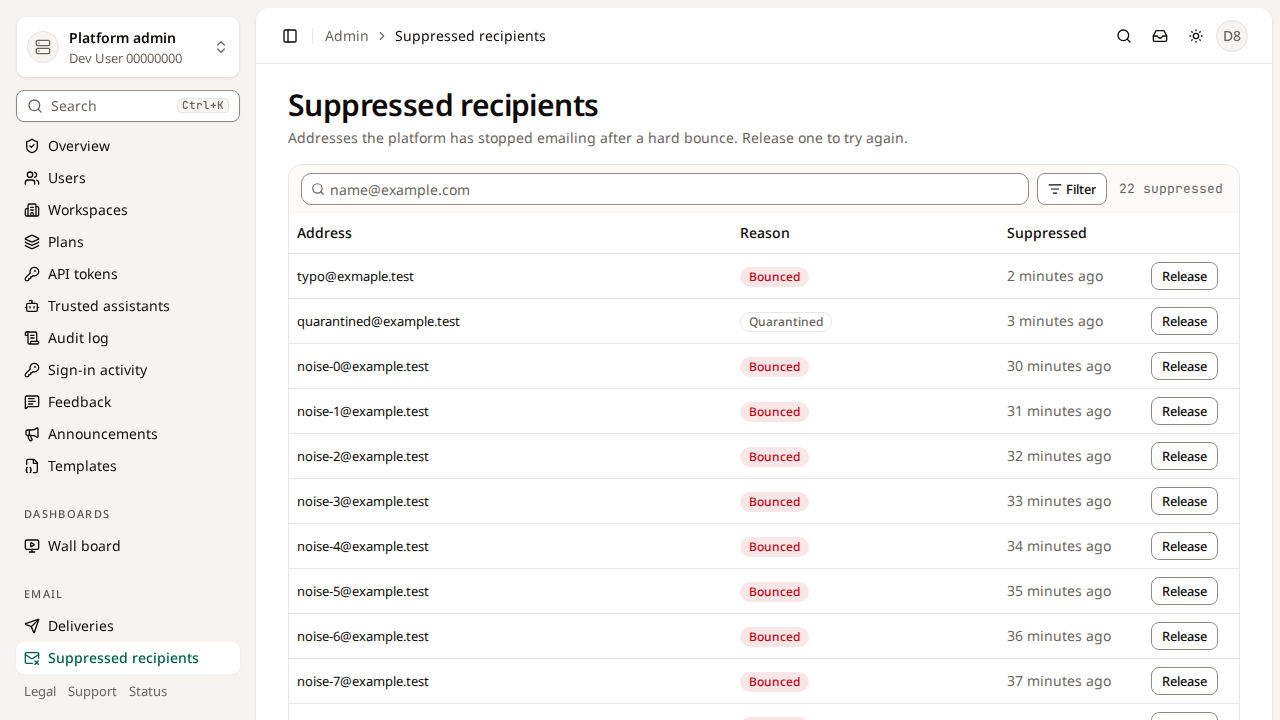 Platform admin
Dev User 00000000
Search
Ctrl+K
Overview
Users
Workspaces
Plans
API tokens
Trusted assistants
Audit log
Sign-in activity
Feedback
Announcements
Templates
DASHBOARDS
Wall board
EMAIL
Deliveries
Suppressed recipients
Legal Support Status
Admin > Suppressed recipients
D8
Suppressed recipients
Addresses the platform has stopped emailing after a hard bounce. Release one to try again.
name@example.com
Filter
22 suppressed
Address Reason Suppressed
typo@exmaple.test Bounced 2 minutes ago Release
quarantined@example.test Quarantined 3 minutes ago Release
noise-0@example.test Bounced 30 minutes ago Release
noise-1@example.test Bounced 31 minutes ago Release
noise-2@example.test Bounced 32 minutes ago Release
noise-3@example.test Bounced 33 minutes ago Release
noise-4@example.test Bounced 34 minutes ago Release
noise-5@example.test Bounced 35 minutes ago Release
noise-6@example.test Bounced 36 minutes ago Release
noise-7@example.test Bounced 37 minutes ago Release